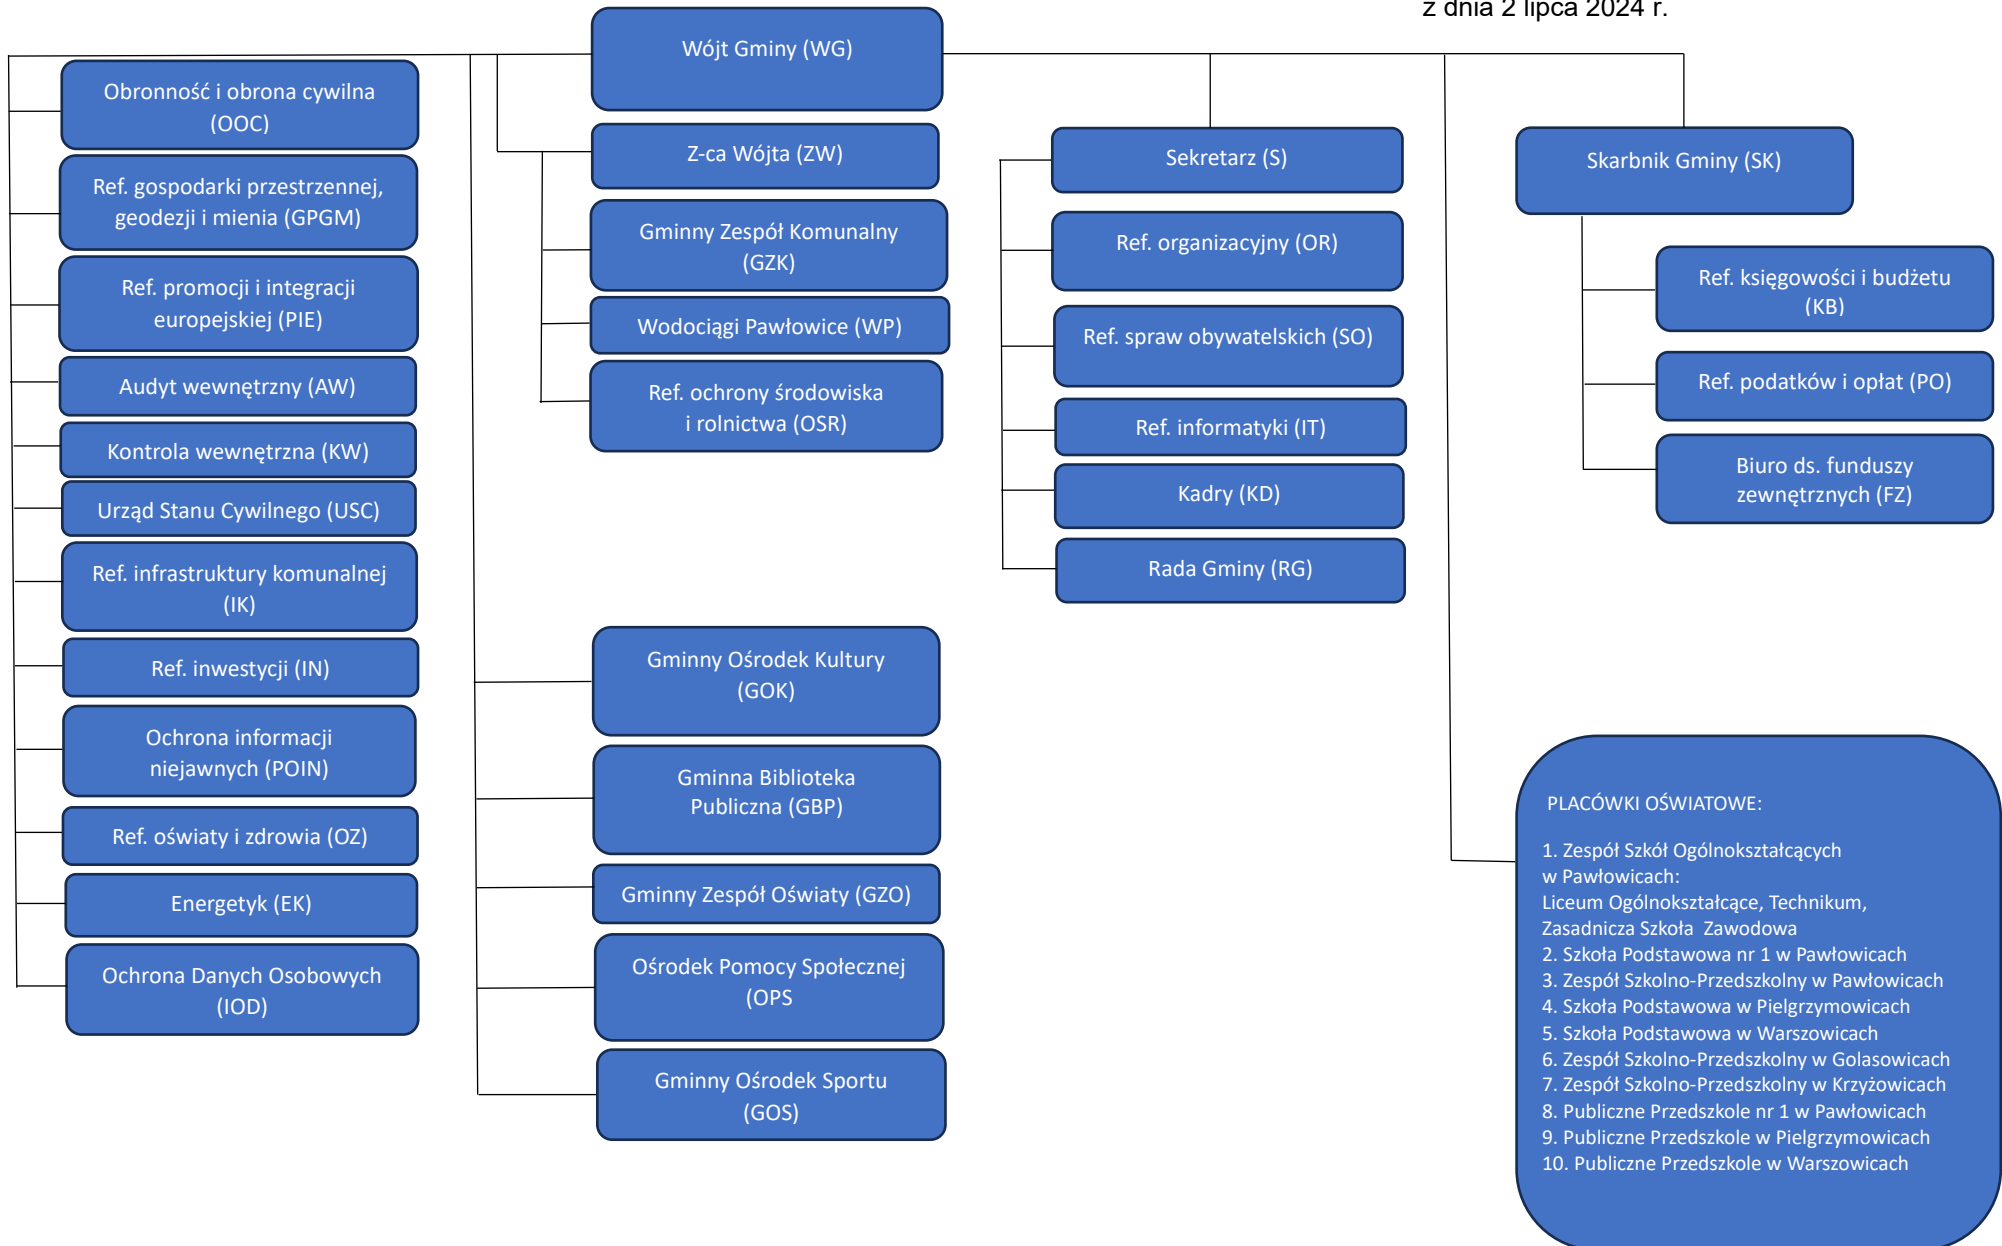 z dnia 2 lipca 2024 r.
Wójt Gminy (WG)
Obronność i obrona cywilna
(OOC)
Ref. gospodarki przestrzennej,
geodezji i mienia (GPGM)
Ref. promocji i integracji
europejskiej (PIE)
Audyt wewnętrzny (AW)
Kontrola wewnętrzna (KW)
Urząd Stanu Cywilnego (USC)
Ref. infrastruktury komunalnej
(IK)
Ref. inwestycji (IN)
Ochrona informacji
niejawnych (POIN)
Ref. oświaty i zdrowia (OZ)
Energetyk (EK)
Ochrona Danych Osobowych
(IOD)
Z-ca Wójta (ZW)
Gminny Zespół Komunalny
(GZK)
Wodociągi Pawłowice (WP)
Ref. ochrony środowiska
i rolnictwa (OSR)
Gminny Ośrodek Kultury
(GOK)
Gminna Biblioteka
Publiczna (GBP)
Gminny Zespół Oświaty (GZO)
Ośrodek Pomocy Społecznej
(OPS
Gminny Ośrodek Sportu
(GOS)
Sekretarz (S)
Ref. organizacyjny (OR)
Ref. spraw obywatelskich (SO)
Ref. informatyki (IT)
Kadry (KD)
Rada Gminy (RG)
Skarbnik Gminy (SK)
Ref. księgowości i budżetu
(KB)
Ref. podatków i opłat (PO)
Biuro ds. funduszy
zewnętrznych (FZ)
PLACÓWKI OŚWIATOWE:
1. Zespół Szkół Ogólnokształcących
w Pawłowicach:
Liceum Ogólnokształcące, Technikum,
Zasadnicza Szkoła  Zawodowa
2. Szkoła Podstawowa nr 1 w Pawłowicach
3. Zespół Szkolno-Przedszkolny w Pawłowicach
4. Szkoła Podstawowa w Pielgrzymowicach
5. Szkoła Podstawowa w Warszowicach
6. Zespół Szkolno-Przedszkolny w Golasowicach
7. Zespół Szkolno-Przedszkolny w Krzyżowicach
8. Publiczne Przedszkole nr 1 w Pawłowicach
9. Publiczne Przedszkole w Pielgrzymowicach
10. Publiczne Przedszkole w Warszowicach